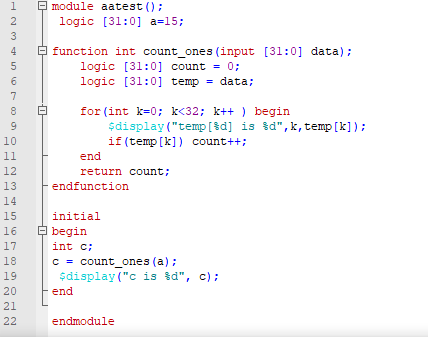 1 module aatest();
2 logic [31:0] a=15;
3
4 function int count_ones(input [31:0] data);
5 logic [31:0] count = 0;
6 logic [31:0] temp = data;
7
8 for(int k=0; k<32; k++ ) begin
9 $display("temp[%d] is %d",k,temp[k]);
10 if(temp[k]) count++;
11 end
12 return count;
13 endfunction
14
15 initial
16 begin
17 int c;
18 c = count_ones(a);
19 $display("c is %d", c);
20 end
21
22 endmodule